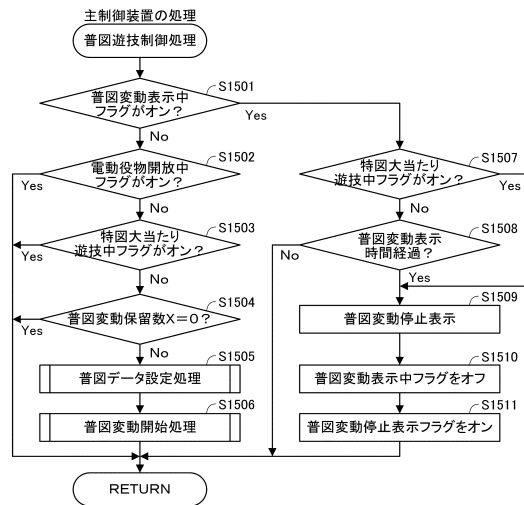 主制御装置の処理
普図遊技制御処理
S1501
普図変動表示中
フラグがオン？
Yes
No
S1502
電動役物開放中
フラグがオン？
Yes
No
S1503
特図大当たり
遊技中フラグがオン？
Yes
No
S1504
普図変動保留数X＝0？
Yes
No
S1505
普図データ設定処理
S1506
普図変動開始処理
RETURN
S1507
特図大当たり
遊技中フラグがオン？
Yes
No
S1508
普図変動表示
時間経過？
No
Yes
S1509
普図変動停止表示
S1510
普図変動表示中フラグをオフ
S1511
普図変動停止表示フラグをオン